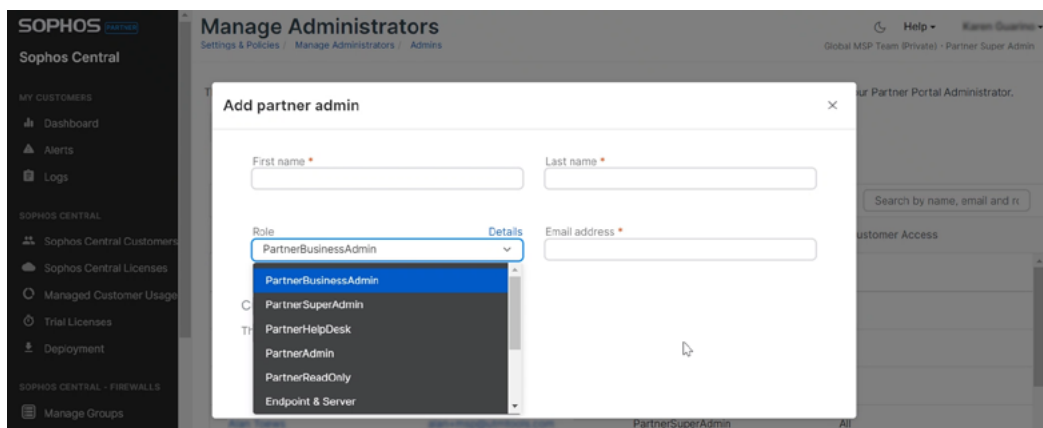 SOPHOS PARTNER
Sophos Central
MY CUSTOMERS
Dashboard
Alerts
Logs
SOPHOS CENTRAL
Sophos Central Customers
Sophos Central Licenses
Managed Customer Usage
Trial Licenses
Deployment
SOPHOS CENTRAL - FIREWALLS
Manage Groups
Manage Administrators
Settings & Policies / Manage Administrators / Admins
Help
Global MSP Team (Private) - Partner Super Admin
ur Partner Portal Administrator.
Search by name, email and ro
ustomer Access
Add partner admin
First name *
Last name *
Role
Details
Email address *
PartnerBusinessAdmin
PartnerBusinessAdmin
PartnerSuperAdmin
PartnerHelpDesk
PartnerAdmin
PartnerReadOnly
Endpoint & Server
PartnerSuperAdmin
All